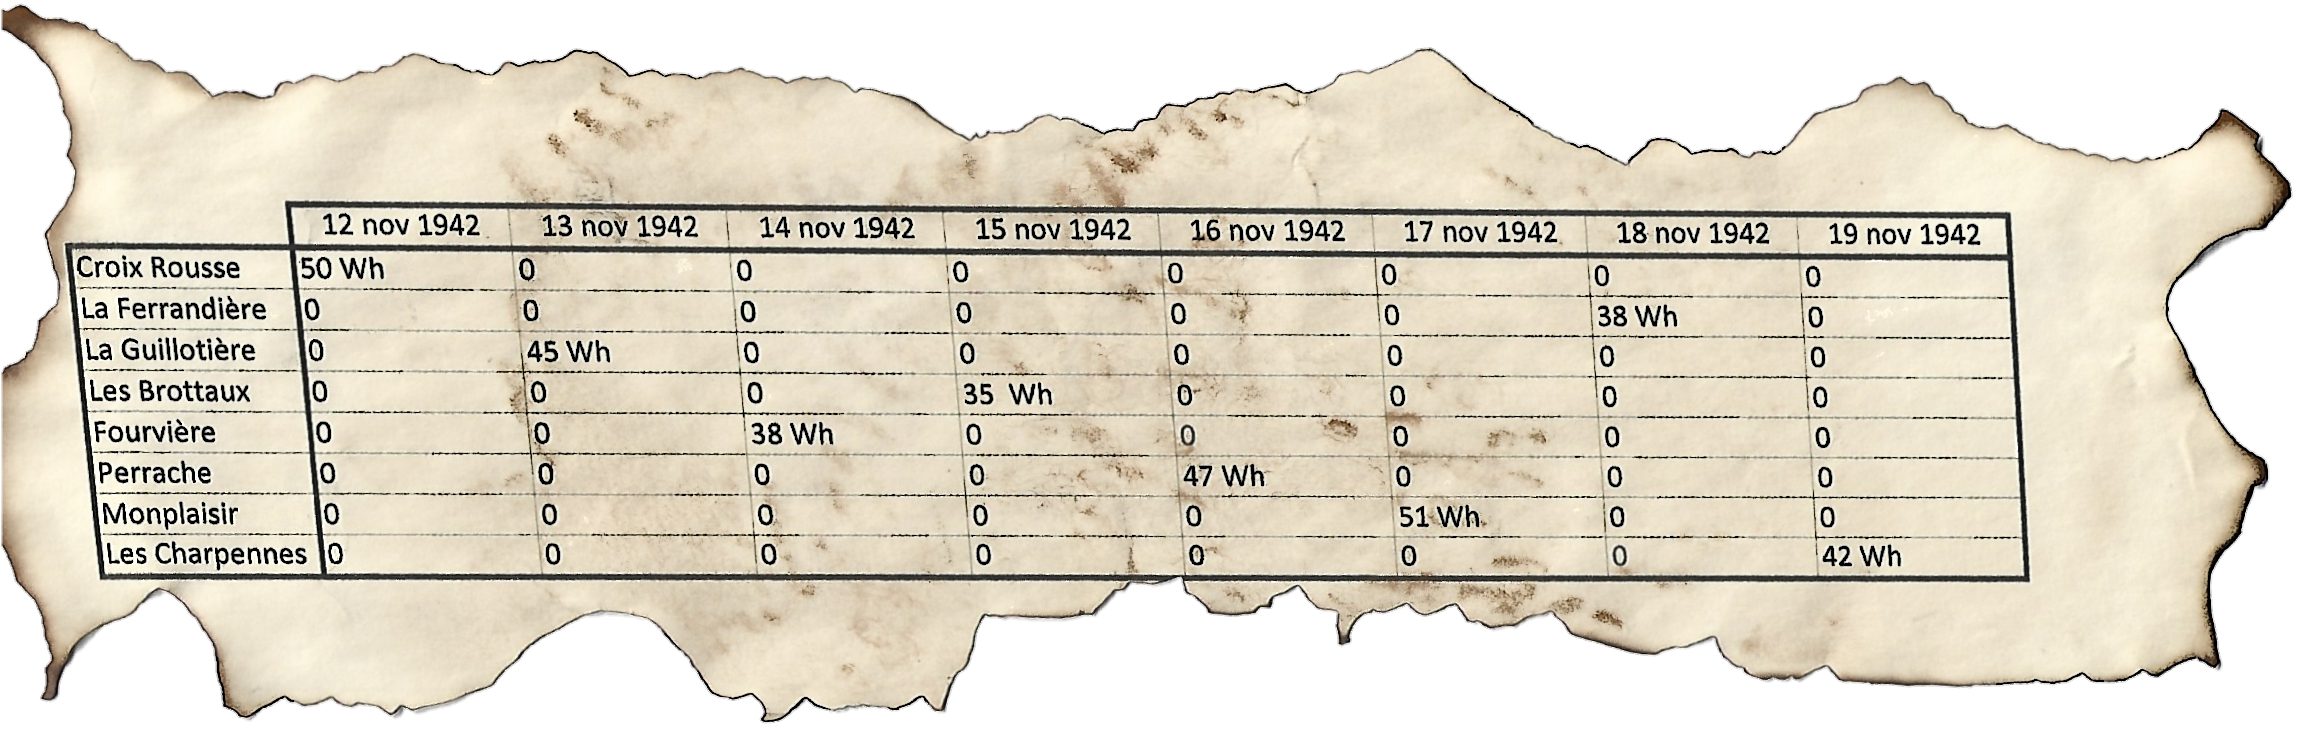 12 nov 1942 13 nov 1942 14 nov 1942 15 nov 1942 16 nov 1942 17 nov 1942 18 nov 1942 19 nov 1942
Croix Rousse 50 Wh 0 0 0 0 0 0 0
La Ferrandière 0 0 0 0 0 0 38 Wh 0
La Guillotière 0 45 Wh 0 0 0 0 0 0
Les Brottaux 0 0 0 35 Wh 0 0 0 0
Fourvière 0 0 38 Wh 0 0 0 0 0
Perrache 0 0 0 0 47 Wh 0 0 0
Monplaisir 0 0 0 0 0 51 Wh 0 0
Les Charpennes 0 0 0 0 0 0 0 42 Wh